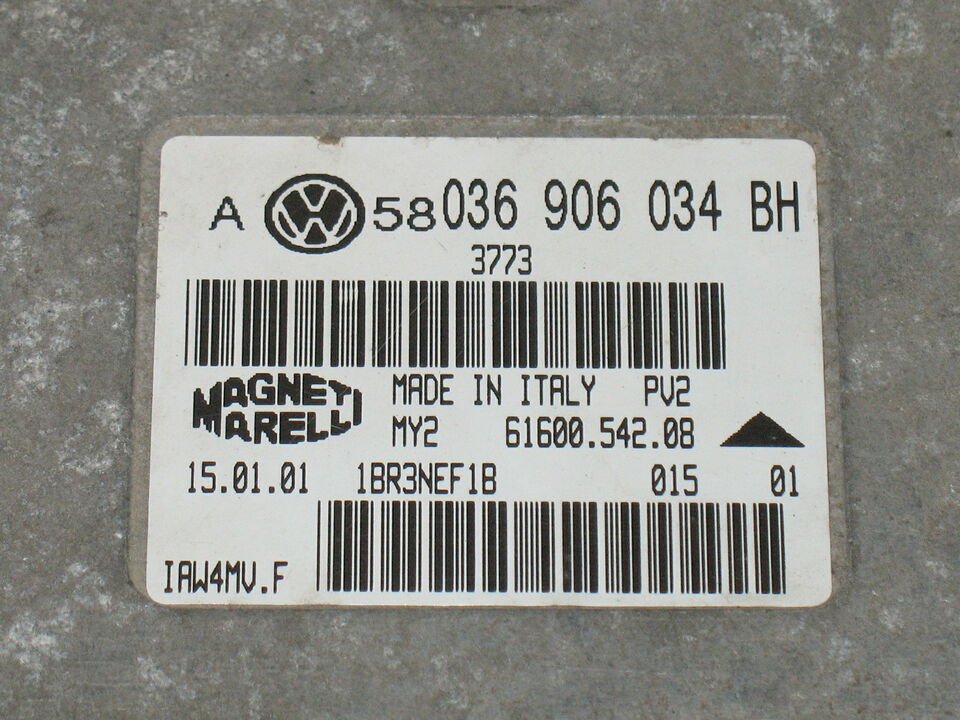 A VW 58 036 906 034 BH
3773
MAGNETI MARELLI
MADE IN ITALY PV2
MY2 61600.542.08
15.01.01 1BR3NEF1B 015 01
IAW4MV.F